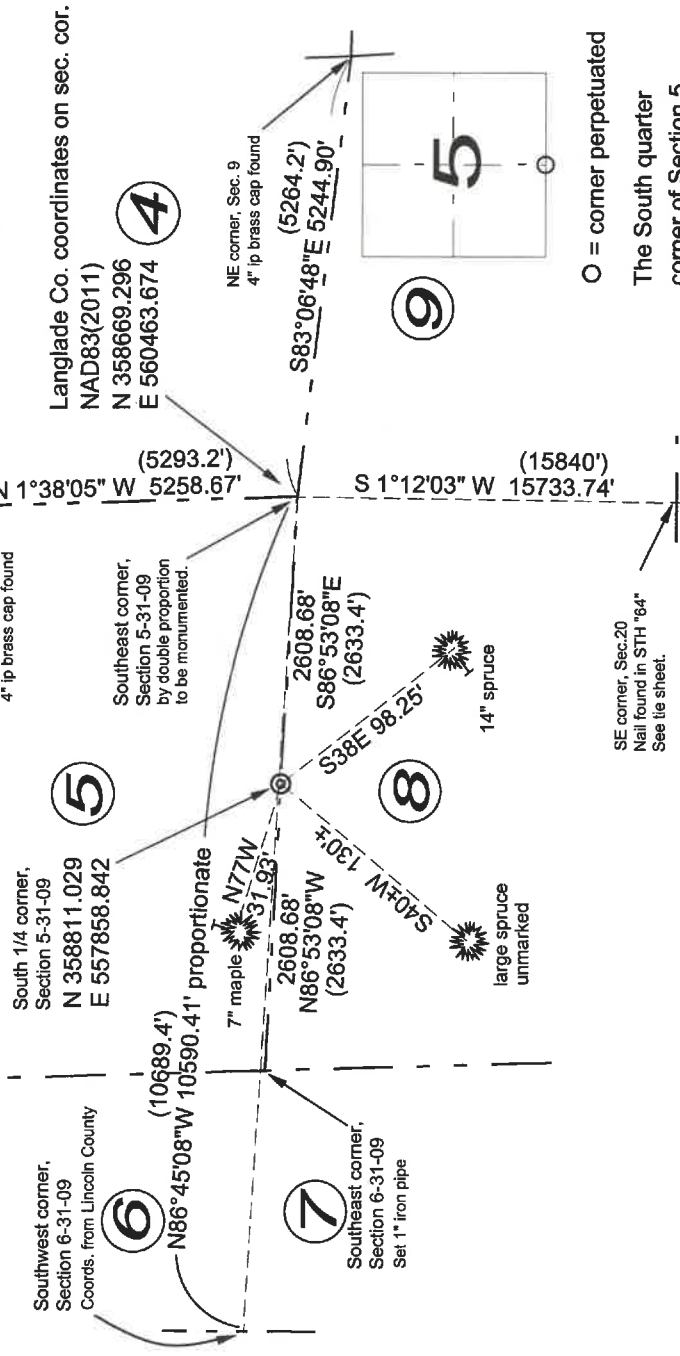 4" ip brass cap found
Langlade Co. coordinates on sec. cor.
NAD83(2011)
N 358669.296
E 560463.674
4
1°38'05" W
(5293.2')
5258.67'
Southeast corner,
Section 5-31-09
by double proportion
to be monumented.
South 1/4 corner,
Section 5-31-09
N 358811.029
E 557858.842
5
Southwest corner,
Section 6-31-09
Coords. from Lincoln County
6
(10689.4')
N86°45'08"W 10590.41' proportionate
7" maple
N77W
31.93'
2608.68'
N86°53'08"W
(2633.4')
2608.68'
S86°53'08"E
(2633.4')
NE corner, Sec. 9
4" ip brass cap found
(5264.2')
S83°06'48"E 5244.90'
7
Southeast corner,
Section 6-31-09
Set 1" iron pipe
S40±W 130'±
large spruce
unmarked
8
S38E 98.25'
14" spruce
S 1°12'03" W
(15840')
15733.74'
SE corner, Sec.20
Nail found in STH "64"
See tie sheet.
9
5
O = corner perpetuated
The South quarter
corner of Section 5